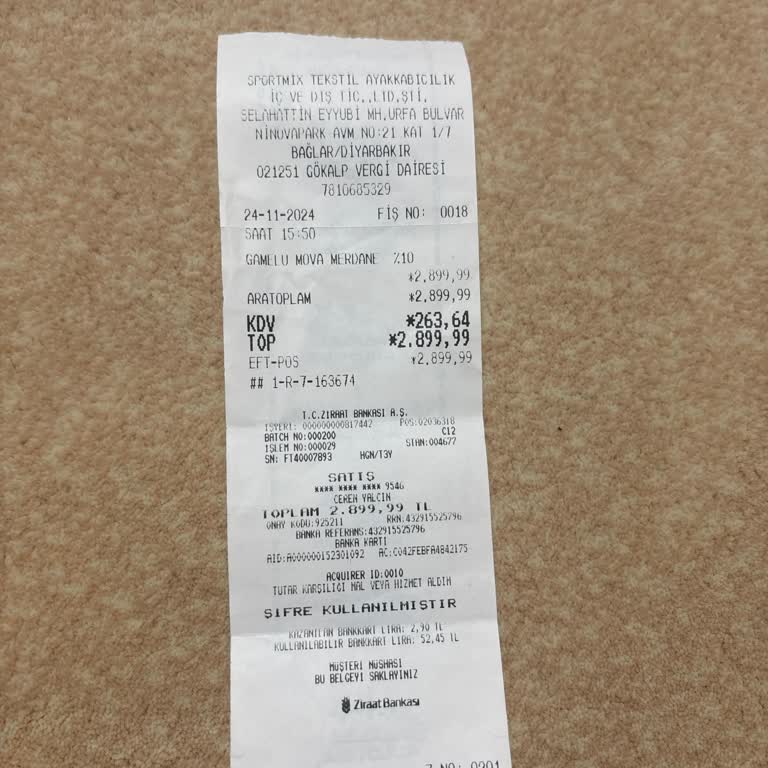 SPORTMIX TEKSTİL AYAKKABICILIK
İÇ VE DIŞ TİC.,LTD.ŞTİ.
SELAHATTİN EYYUBİ MH.URFA BULVAR
NİNOVAPARK AVM NO:21 KAT 1/7
BAĞLAR/DİYARBAKIR
021251 GÖKALP VERGİ DAİRESİ
7810685329
24-11-2024 FİŞ NO: 0018
SAAT 15:50
GAMELU MOVA MERDANE %10
*2.899,99
ARATOPLAM *2.899,99
KDV *263,64
TOP *2.899,99
EFT-POS *2.899,99
## 1-R-7-163674
T.C.ZİRAAT BANKASI A.Ş.
İŞYERİ: 000000000817442 POS:02036318
BATCH NO:000200 C12
İŞLEM NO:000029 STAN:004677
SN: FT40007893 HGN/T3Y
SATIŞ
**** **** **** 9546
CEREN YALCIN
TOPLAM 2.899,99 TL
ONAY KODU:925211 RRN:432915525796
BANKA REFERANS:432915525796
BANKA KARTI
AID:A0000000152301092 AC:C042FEBFA4842175
ACQUIRER ID:0010
TUTAR KARŞILIĞI MAL VEYA HİZMET ALDIM
ŞİFRE KULLANILMIŞTIR
KAZANILAN BANKKART LİRA: 2,90 TL
KULLANILABİLİR BANKKART LİRA: 52,45 TL
MÜŞTERİ NÜSHASI
BU BELGEYİ SAKLAYINIZ
Ziraat Bankası